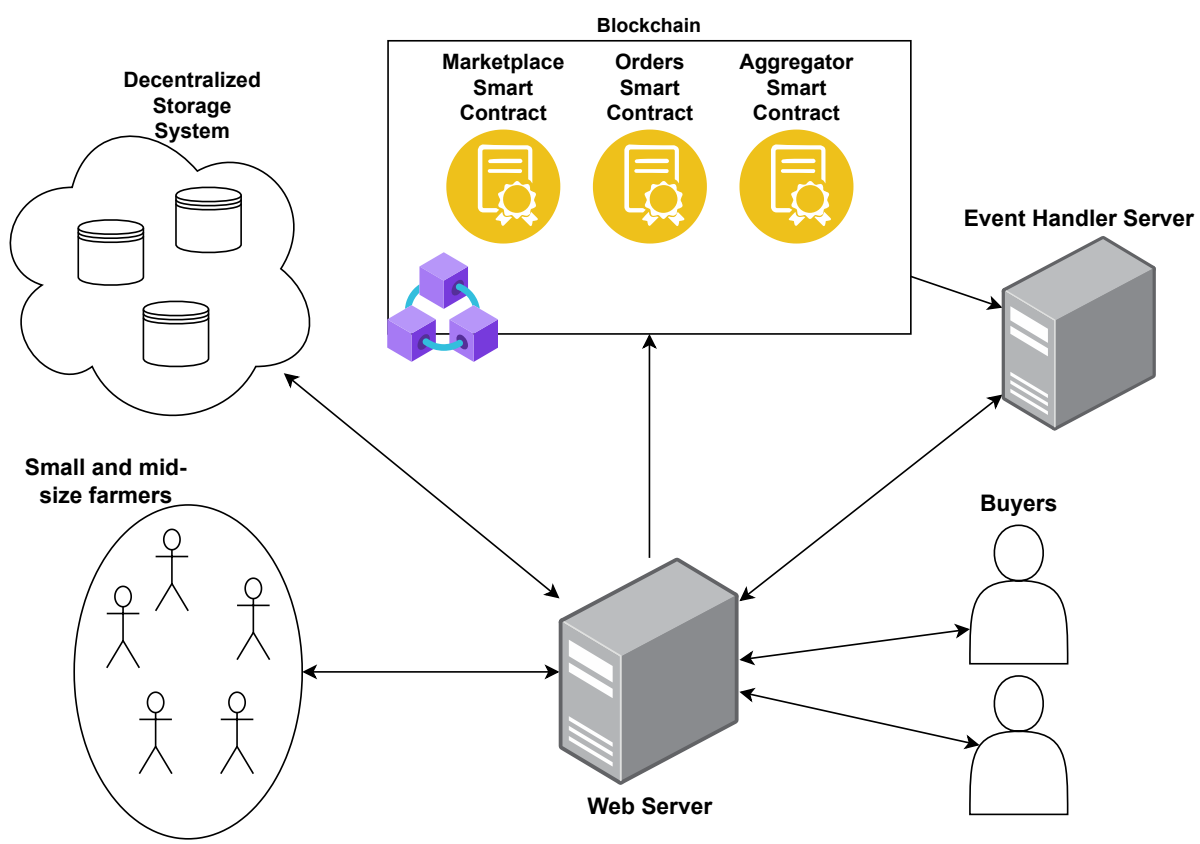 Blockchain
Decentralized
Storage
System
Marketplace
Smart
Contract
Orders
Smart
Contract
Aggregator
Smart
Contract
Event Handler Server
Small and mid-
size farmers
Buyers
Web Server